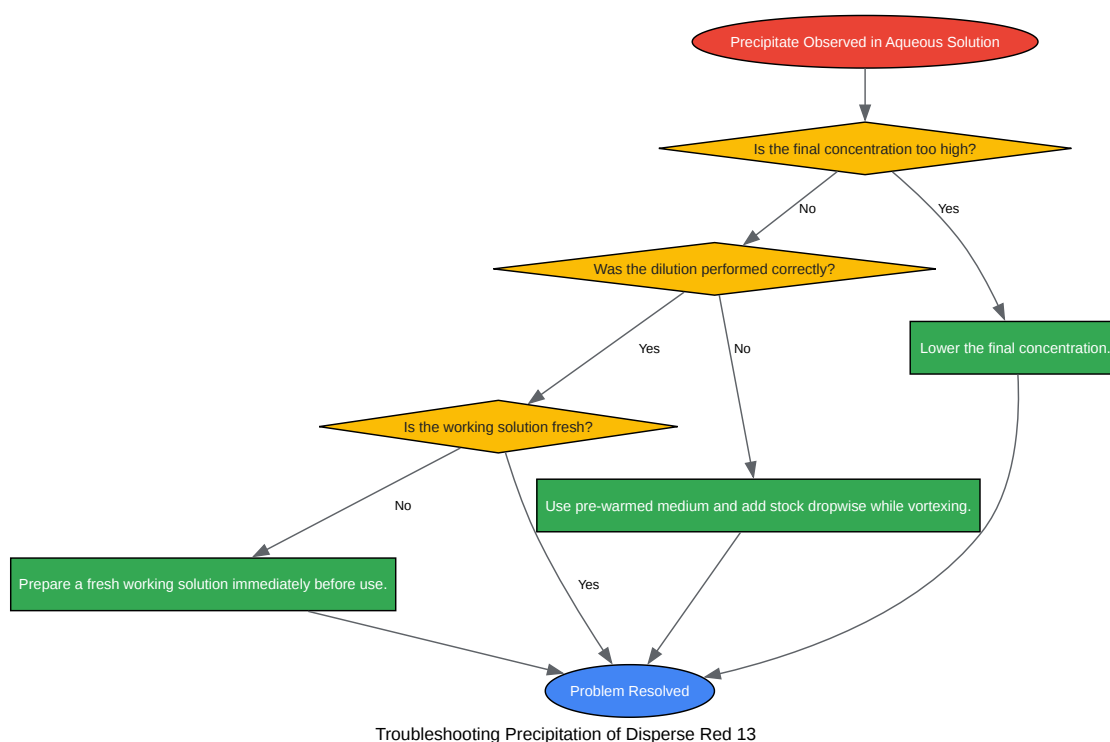 Precipitate Observed in Aqueous Solution
Is the final concentration too high?
No
Yes
Was the dilution performed correctly?
Yes
No
Lower the final concentration.
Is the working solution fresh?
No
Use pre-warmed medium and add stock dropwise while vortexing.
Prepare a fresh working solution immediately before use.
Yes
Problem Resolved
Troubleshooting Precipitation of Disperse Red 13